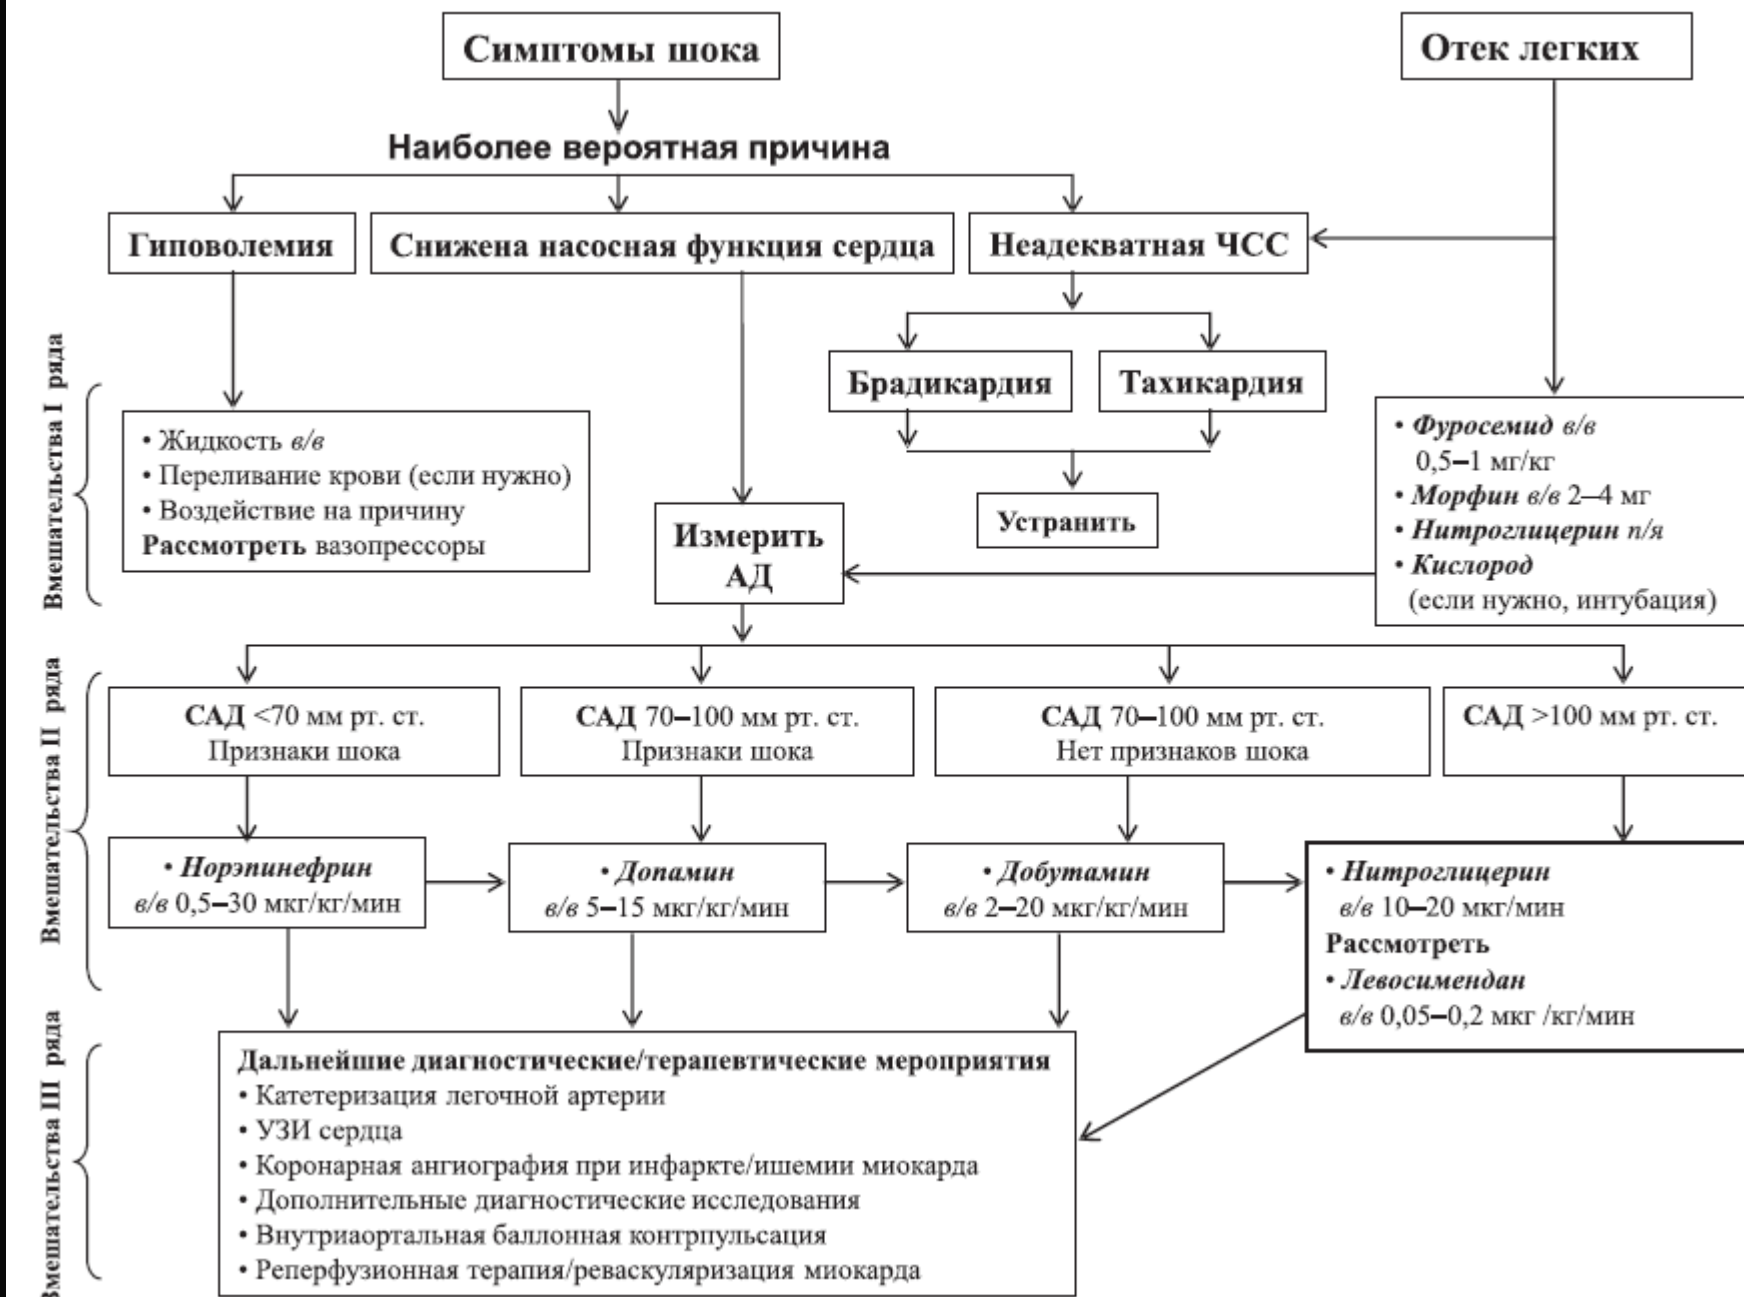 Симптомы шока
Отек легких
Наиболее вероятная причина
Гиповолемия
Снижена насосная функция сердца
Неадекватная ЧСС
Брадикардия
Тахикардия
Устранить
Вмешательства I ряда
• Жидкость в/в
• Переливание крови (если нужно)
• Воздействие на причину
Рассмотреть вазопрессоры
Измерить
АД
• Фуросемид в/в
0,5–1 мг/кг
• Морфин в/в 2–4 мг
• Нитроглицерин п/я
• Кислород
(если нужно, интубация)
Вмешательства II ряда
САД <70 мм рт. ст.
Признаки шока
САД 70–100 мм рт. ст.
Признаки шока
САД 70–100 мм рт. ст.
Нет признаков шока
САД >100 мм рт. ст.
• Норэпинефрин
в/в 0,5–30 мкг/кг/мин
• Допамин
в/в 5–15 мкг/кг/мин
• Добутамин
в/в 2–20 мкг/кг/мин
• Нитроглицерин
в/в 10–20 мкг/мин
Рассмотреть
• Левосимендан
в/в 0,05–0,2 мкг /кг/мин
Вмешательства III ряда
Дальнейшие диагностические/терапевтические мероприятия
• Катетеризация легочной артерии
• УЗИ сердца
• Коронарная ангиография при инфаркте/ишемии миокарда
• Дополнительные диагностические исследования
• Внутриаортальная баллонная контрпульсация
• Реперфузионная терапия/реваскуляризация миокарда